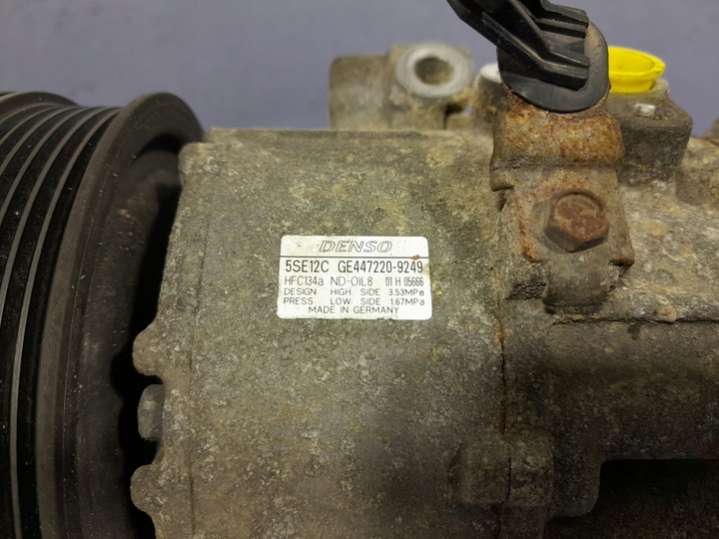 DENSO
5SE12C GE447220-9249
HFC134a ND-OIL8 01 H 05666
DESIGN HIGH SIDE 3.53MPa
PRESS LOW SIDE 1.67MPa
MADE IN GERMANY